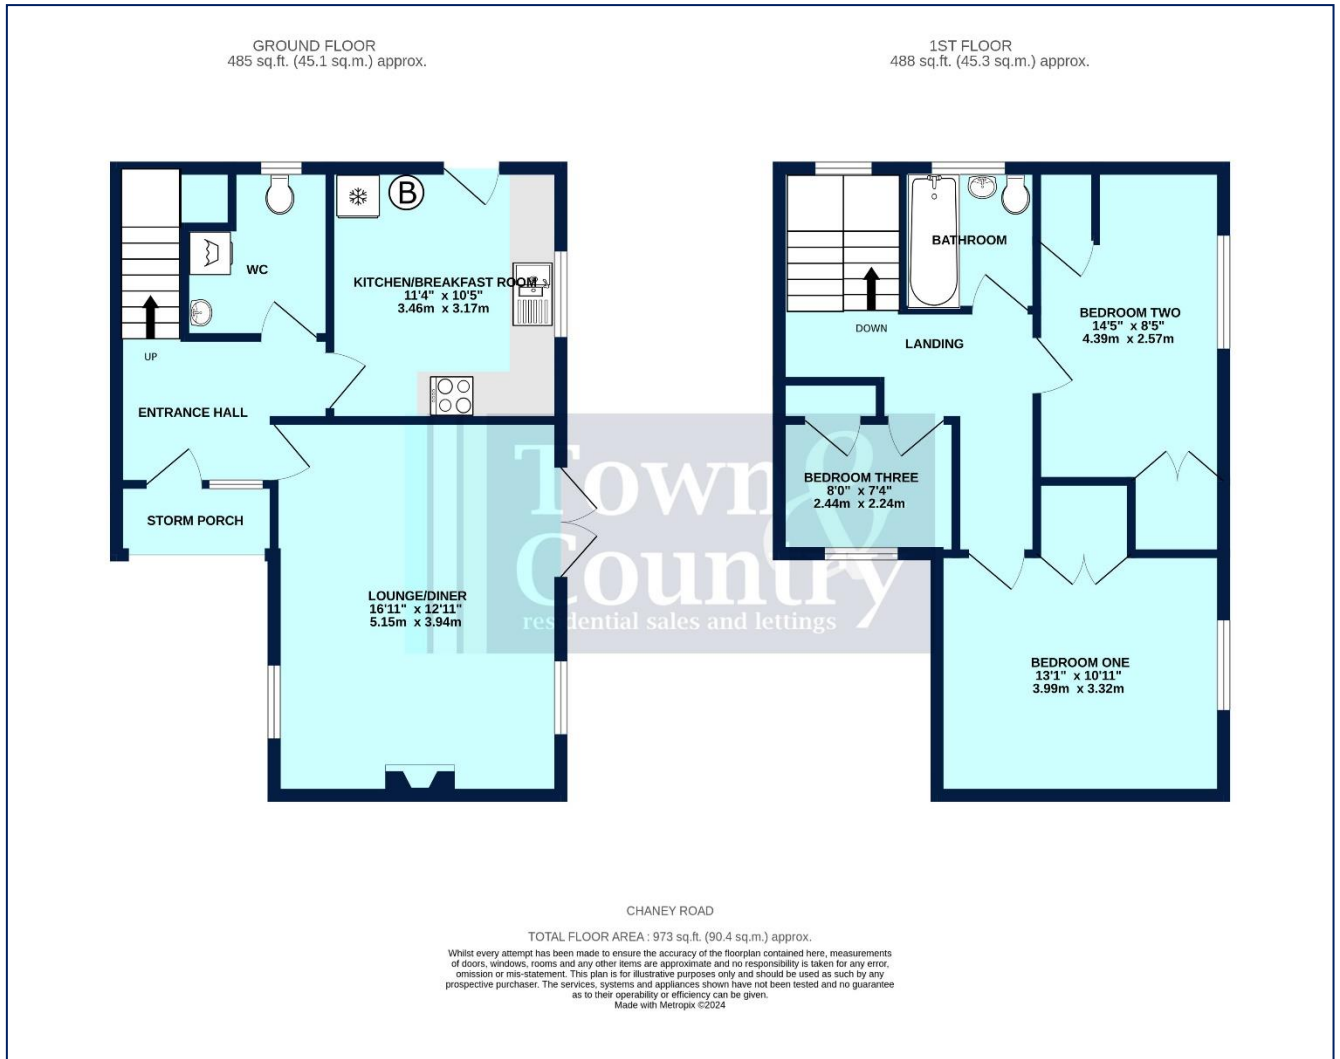 GROUND FLOOR
485 sq.ft. (45.1 sq.m.) approx.
1ST FLOOR
488 sq.ft. (45.3 sq.m.) approx.
B
WC
KITCHEN/BREAKFAST ROOM
11'4" x 10'5"
3.46m x 3.17m
UP
ENTRANCE HALL
STORM PORCH
LOUNGE/DINER
16'11" x 12'11"
5.15m x 3.94m
BATHROOM
BEDROOM TWO
14'5" x 8'5"
4.39m x 2.57m
DOWN
LANDING
BEDROOM THREE
8'0" x 7'4"
2.44m x 2.24m
BEDROOM ONE
13'1" x 10'11"
3.99m x 3.32m
Town &
Country
residential sales and lettings
CHANEY ROAD
TOTAL FLOOR AREA : 973 sq.ft. (90.4 sq.m.) approx.
Whilst every attempt has been made to ensure the accuracy of the floorplan contained here, measurements
of doors, windows, rooms and any other items are approximate and no responsibility is taken for any error,
omission or mis-statement. This plan is for illustrative purposes only and should be used as such by any
prospective purchaser. The services, systems and appliances shown have not been tested and no guarantee
as to their operability or efficiency can be given.
Made with Metropix ©2024